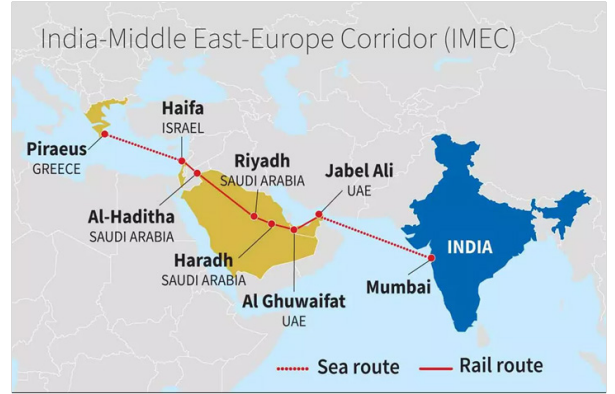 India-Middle East-Europe Corridor (IMEC)
Haifa
ISRAEL
Piraeus
GREECE
Riyadh
SAUDI ARABIA
Jabel Ali
UAE
Al-Haditha
SAUDI ARABIA
Haradh
SAUDI ARABIA
Al Ghuwaifat
UAE
INDIA
Mumbai
Sea route
Rail route